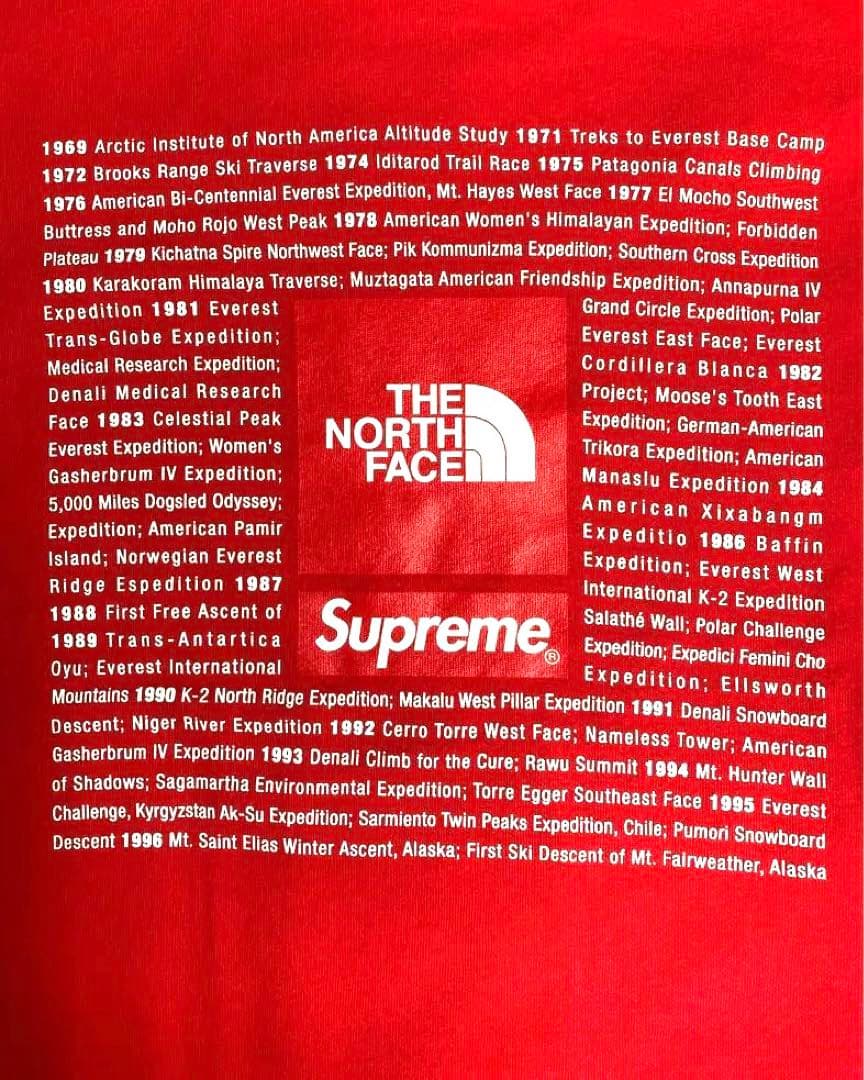 1969 Arctic Institute of North America Altitude Study 1971 Treks to Everest Base Camp
1972 Brooks Range Ski Traverse 1974 Iditarod Trail Race 1975 Patagonia Canals Climbing
1976 American Bi-Centennial Everest Expedition, Mt. Hayes West Face 1977 El Mocho Southwest
Buttress and Moho Rojo West Peak 1978 American Women's Himalayan Expedition; Forbidden
Plateau 1979 Kichatna Spire Northwest Face; Pik Kommunizma Expedition; Southern Cross Expedition
1980 Karakoram Himalaya Traverse; Muztagata American Friendship Expedition; Annapurna IV
Expedition 1981 Everest Grand Circle Expedition; Polar
Trans-Globe Expedition; Everest East Face; Everest
Medical Research Expedition; Cordillera Blanca 1982
Denali Medical Research Project; Moose's Tooth East
Face 1983 Celestial Peak Expedition; German-American
Everest Expedition; Women's Trikora Expedition; American
Gasherbrum IV Expedition; Manaslu Expedition 1984
5,000 Miles Dogsled Odyssey; American Xixabangm
Expedition; American Pamir Expeditio 1986 Baffin
Island; Norwegian Everest Expedition; Everest West
Ridge Espedition 1987 International K-2 Expedition
1988 First Free Ascent of Salathé Wall; Polar Challenge
1989 Trans-Antartica Expedition; Expedici Femini Cho
Oyu; Everest International Expedition; Ellsworth
THE
NORTH
FACE
Supreme®
Mountains 1990 K-2 North Ridge Expedition; Makalu West Pillar Expedition 1991 Denali Snowboard
Descent; Niger River Expedition 1992 Cerro Torre West Face; Nameless Tower; American
Gasherbrum IV Expedition 1993 Denali Climb for the Cure; Rawu Summit 1994 Mt. Hunter Wall
of Shadows; Sagamartha Environmental Expedition; Torre Egger Southeast Face 1995 Everest
Challenge, Kyrgyzstan Ak-Su Expedition; Sarmiento Twin Peaks Expedition, Chile; Pumori Snowboard
Descent 1996 Mt. Saint Elias Winter Ascent, Alaska; First Ski Descent of Mt. Fairweather, Alaska